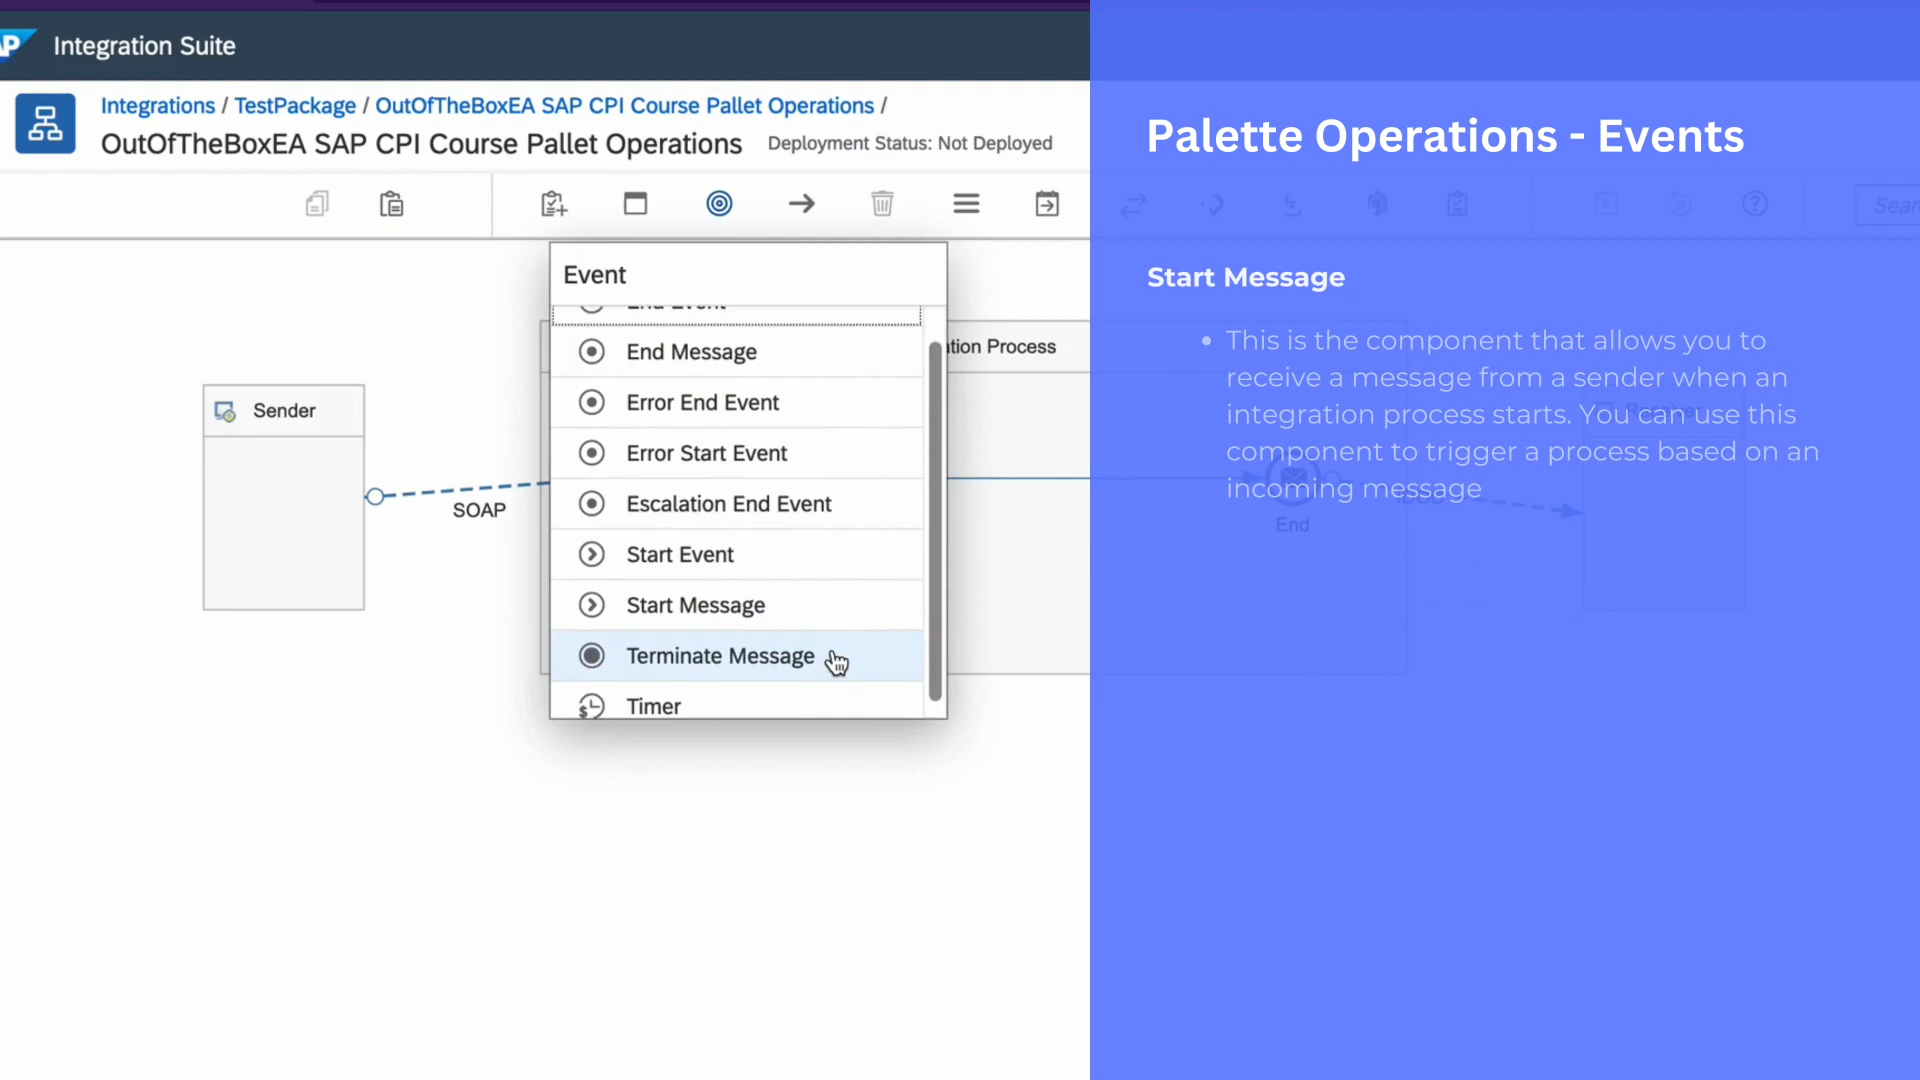 Integration Suite
Integrations / TestPackage / OutOfTheBoxEA SAP CPI Course Pallet Operations /
OutOfTheBoxEA SAP CPI Course Pallet Operations
Deployment Status: Not Deployed
Event
End Event
End Message
Error End Event
Error Start Event
Escalation End Event
Start Event
Start Message
Terminate Message
Timer
Sender
SOAP
Process
End
Palette Operations - Events
Start Message
• This is the component that allows you to
receive a message from a sender when an
integration process starts. You can use this
component to trigger a process based on an
incoming message